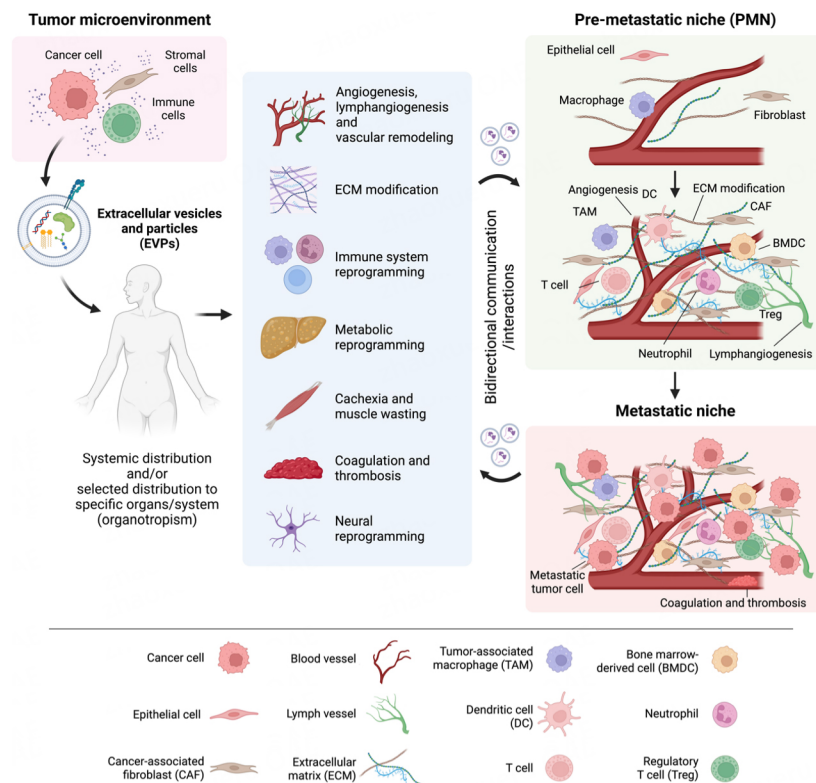 Tumor microenvironment
Cancer cell
Stromal
cells
Immune
cells
Extracellular vesicles
and particles
(EVPs)
Systemic distribution
and/or
selected distribution to
specific organs/system
(organotropism)
Angiogenesis,
lymphangiogenesis
and
vascular remodeling
ECM modification
Immune system
reprogramming
Metabolic
reprogramming
Cachexia and
muscle wasting
Coagulation and
thrombosis
Neural
reprogramming
Bidirectional communication
/interactions
Pre-metastatic niche (PMN)
Epithelial cell
Macrophage
Fibroblast
Angiogenesis
DC
ECM modification
TAM
CAF
BMDC
T cell
Treg
Neutrophil
Lymphangiogenesis
Metastatic niche
Metastatic
tumor cell
Coagulation and thrombosis
Cancer cell
Blood vessel
Tumor-associated
macrophage (TAM)
Bone marrow-
derived cell (BMDC)
Epithelial cell
Lymph vessel
Dendritic cell
(DC)
Neutrophil
Cancer-associated
fibroblast (CAF)
Extracellular
matrix (ECM)
T cell
Regulatory
T cell (Treg)